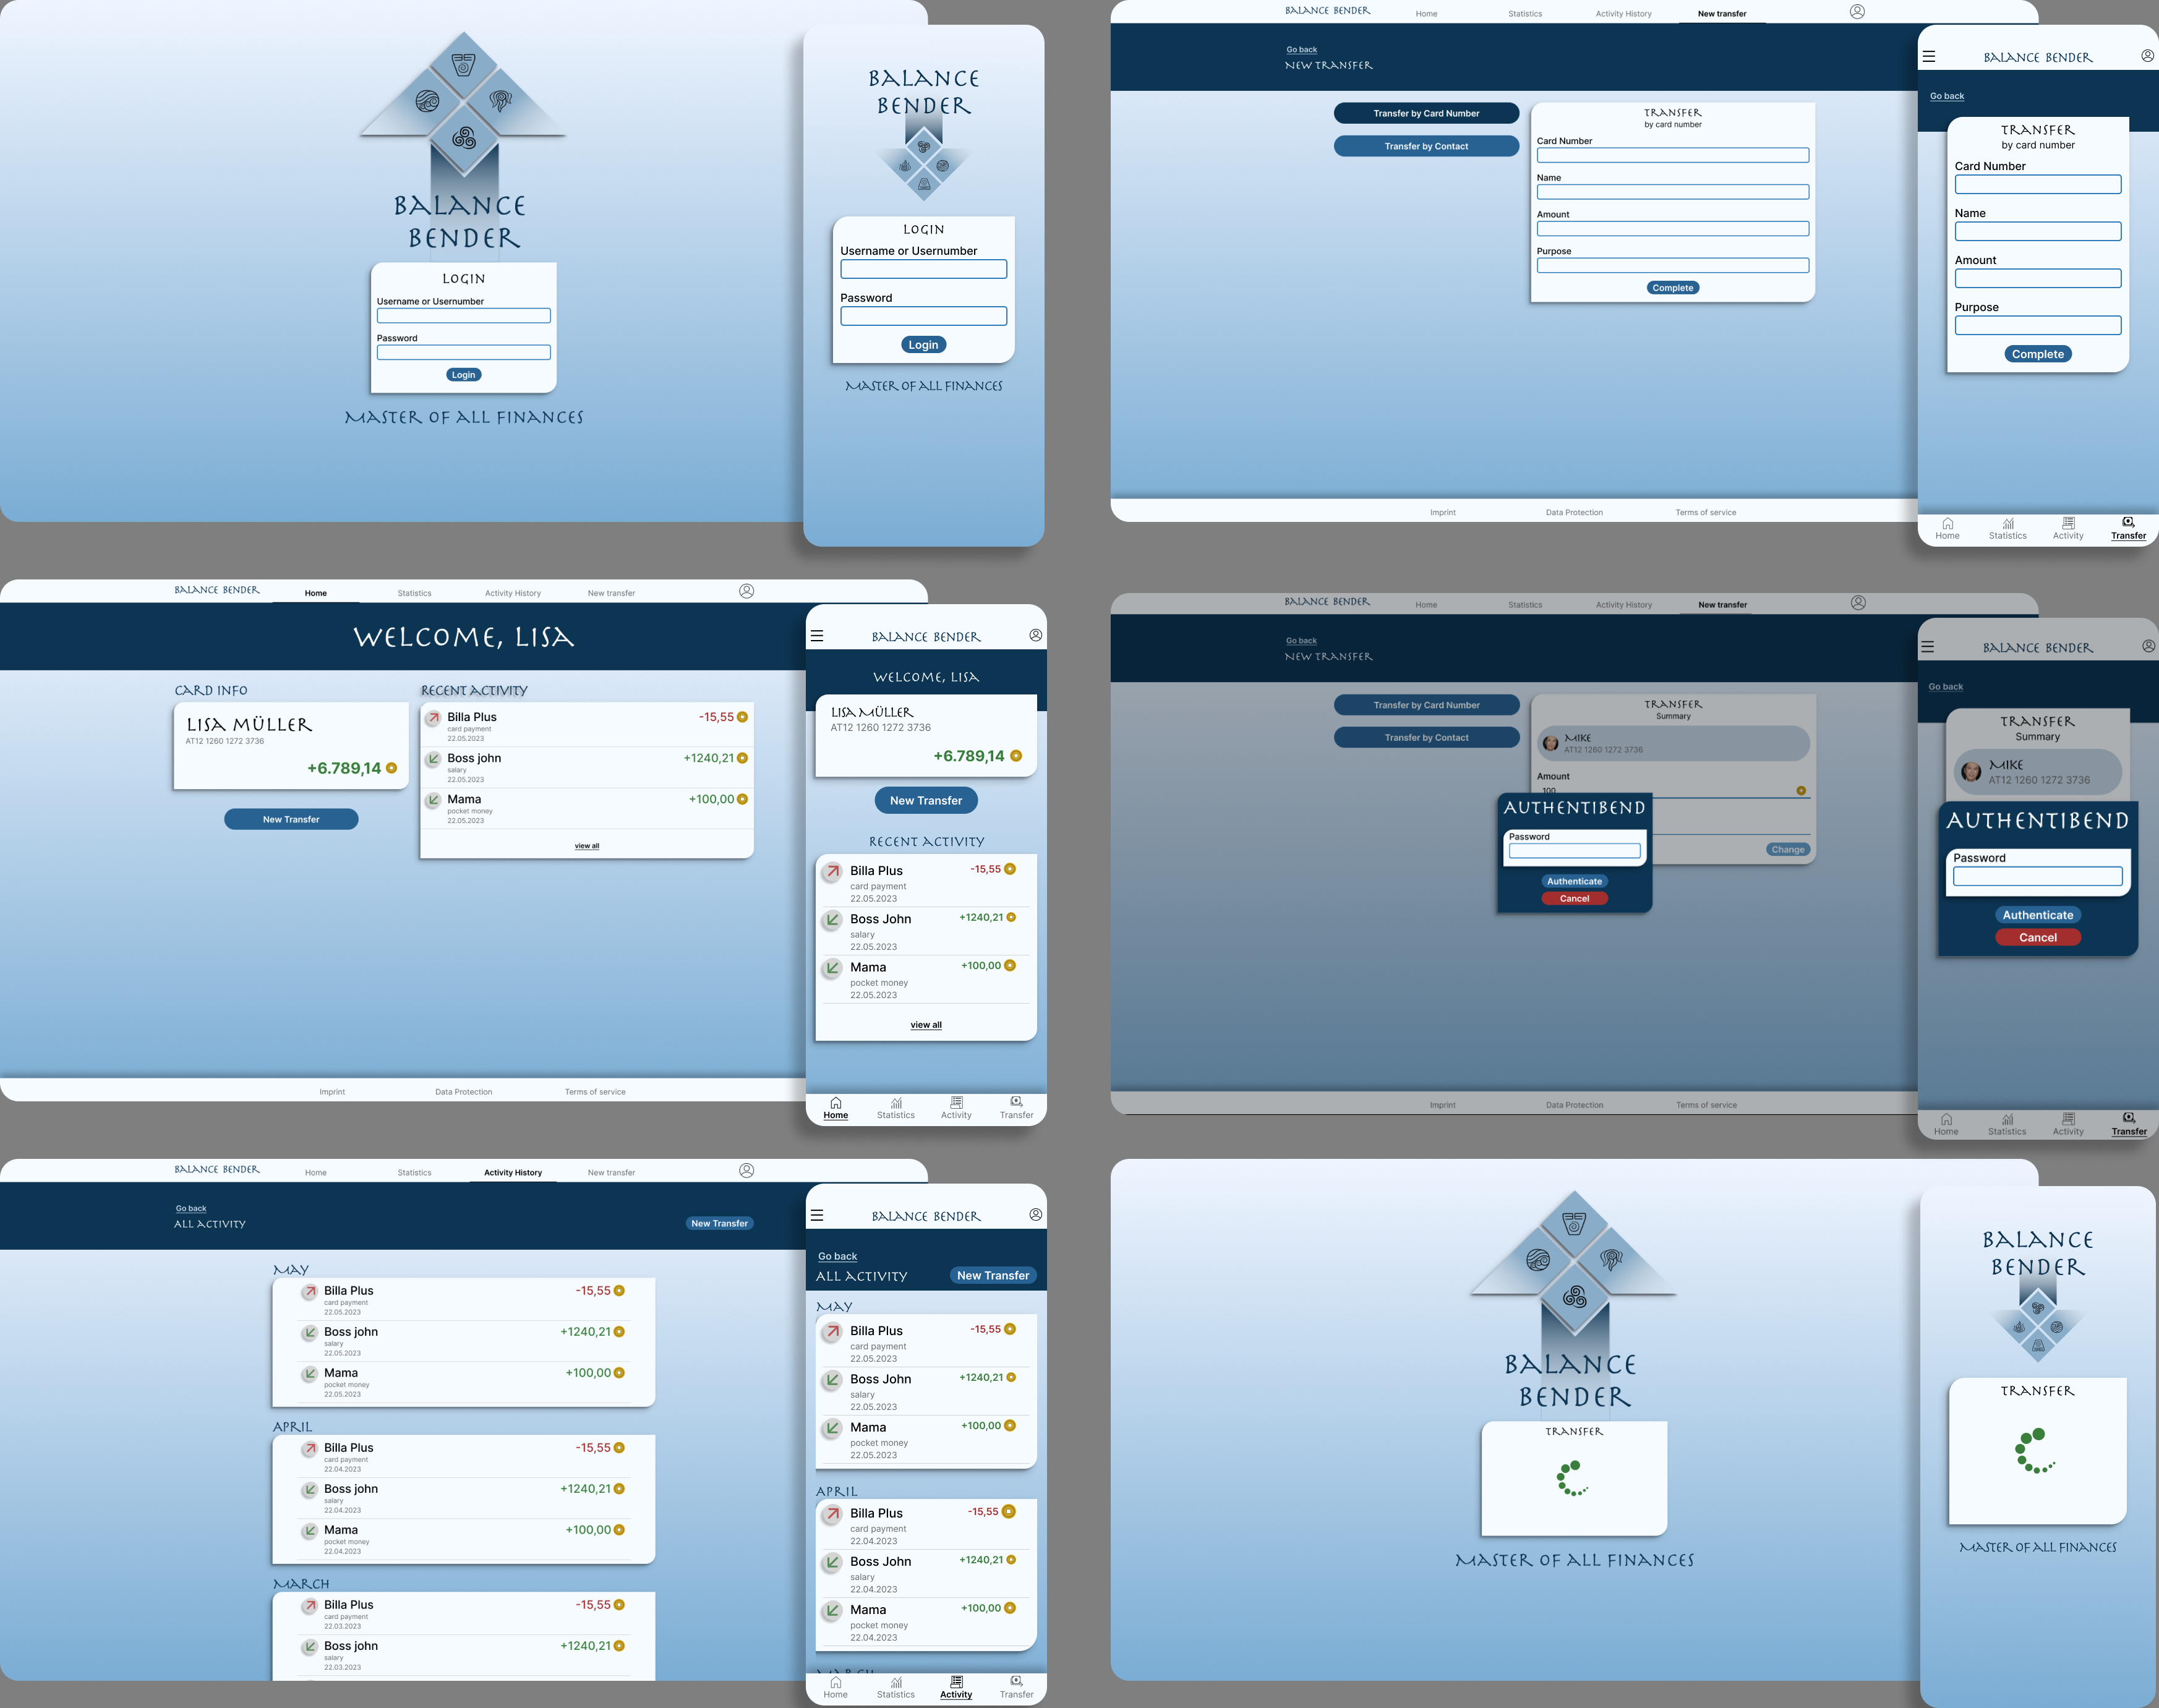 BALANCE
BENDER
LOGIN
Username or Usernumber
Password
Login
MASTER OF ALL FINANCES
BALANCE
BENDER
LOGIN
Username or Usernumber
Password
Login
MASTER OF ALL FINANCES
BALANCE BENDER Home Statistics Activity History New transfer
Go back
NEW TRANSFER
Transfer by Card Number
Transfer by Contact
TRANSFER
by card number
Card Number
Name
Amount
Purpose
Complete
Imprint Data Protection Terms of service
BALANCE BENDER
Go back
TRANSFER
by card number
Card Number
Name
Amount
Purpose
Complete
Home Statistics Activity Transfer
BALANCE BENDER Home Statistics Activity History New transfer
WELCOME, LISA
CARD INFO
LISA MÜLLER
AT12 1260 1272 3736
+6.789,14
New Transfer
RECENT ACTIVITY
Billa Plus -15,55
card payment
22.05.2023
Boss john +1240,21
salary
22.05.2023
Mama +100,00
pocket money
22.05.2023
view all
Imprint Data Protection Terms of service
BALANCE BENDER
WELCOME, LISA
LISA MÜLLER
AT12 1260 1272 3736
+6.789,14
New Transfer
RECENT ACTIVITY
Billa Plus -15,55
card payment
22.05.2023
Boss John +1240,21
salary
22.05.2023
Mama +100,00
pocket money
22.05.2023
view all
Home Statistics Activity Transfer
BALANCE BENDER Home Statistics Activity History New transfer
Go back
NEW TRANSFER
Transfer by Card Number
Transfer by Contact
TRANSFER
Summary
MIKE
AT12 1260 1272 3736
Amount
100
Change
AUTHENTIBEND
Password
Authenticate
Cancel
Imprint Data Protection Terms of service
BALANCE BENDER
Go back
TRANSFER
Summary
MIKE
AT12 1260 1272 3736
AUTHENTIBEND
Password
Authenticate
Cancel
Home Statistics Activity Transfer
BALANCE BENDER Home Statistics Activity History New transfer
Go back
ALL ACTIVITY
New Transfer
MAY
Billa Plus -15,55
card payment
22.05.2023
Boss john +1240,21
salary
22.05.2023
Mama +100,00
pocket money
22.05.2023
APRIL
Billa Plus -15,55
card payment
22.04.2023
Boss john +1240,21
salary
22.04.2023
Mama +100,00
pocket money
22.04.2023
MARCH
Billa Plus -15,55
card payment
22.03.2023
Boss john +1240,21
salary
22.03.2023
BALANCE BENDER
Go back
ALL ACTIVITY New Transfer
MAY
Billa Plus -15,55
card payment
22.05.2023
Boss John +1240,21
salary
22.05.2023
Mama +100,00
pocket money
22.05.2023
APRIL
Billa Plus -15,55
card payment
22.04.2023
Boss John +1240,21
salary
22.04.2023
Mama +100,00
pocket money
22.04.2023
Home Statistics Activity Transfer
BALANCE
BENDER
TRANSFER
MASTER OF ALL FINANCES
BALANCE
BENDER
TRANSFER
MASTER OF ALL FINANCES